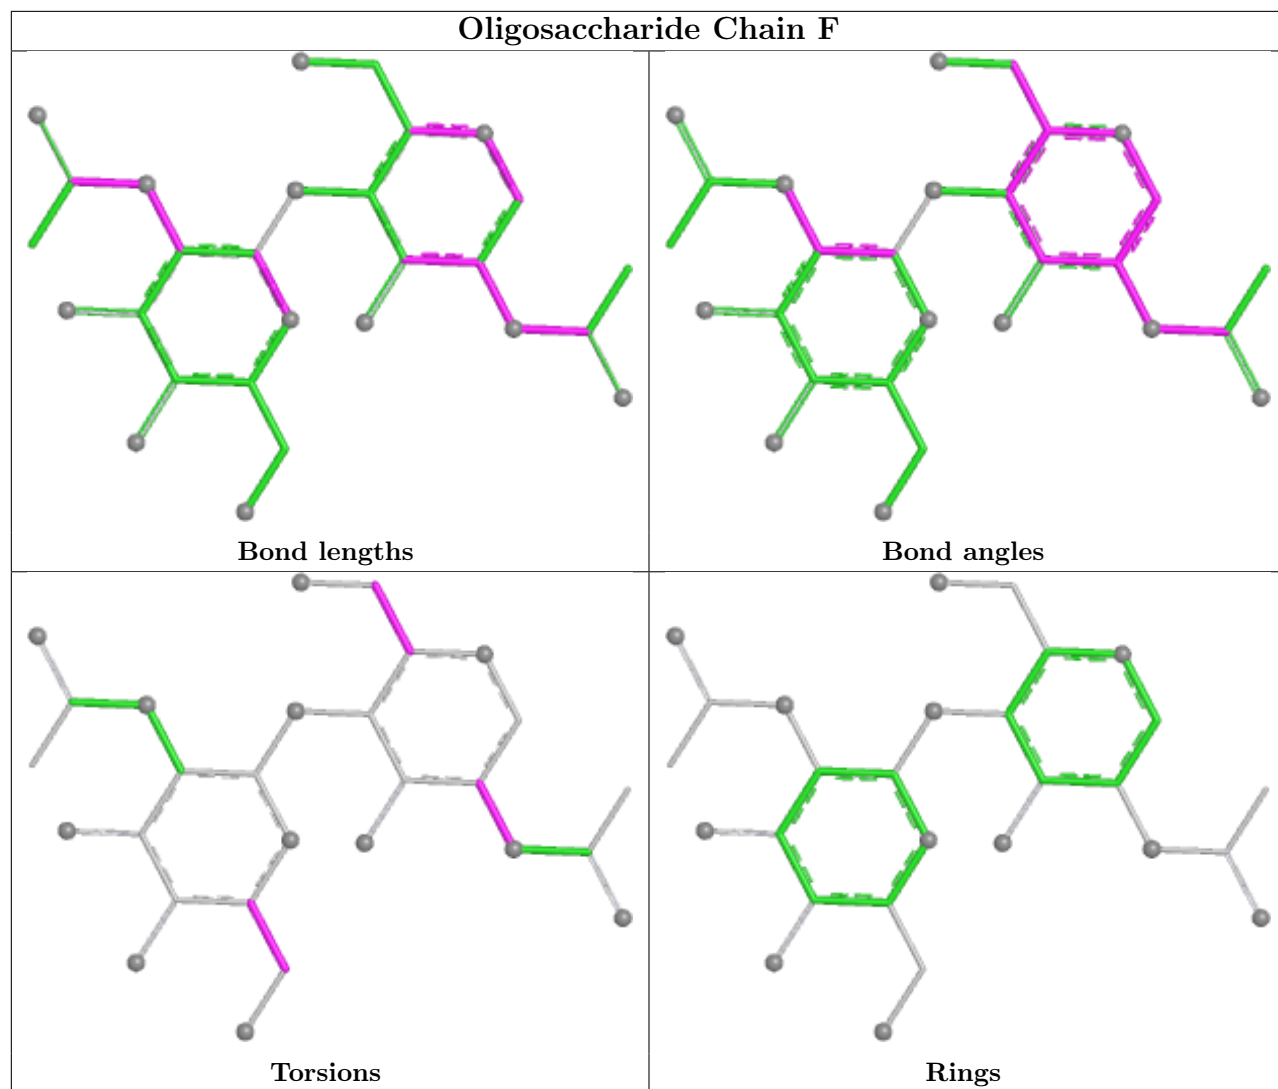 Oligosaccharide Chain F
Bond lengths
Bond angles
Torsions
Rings